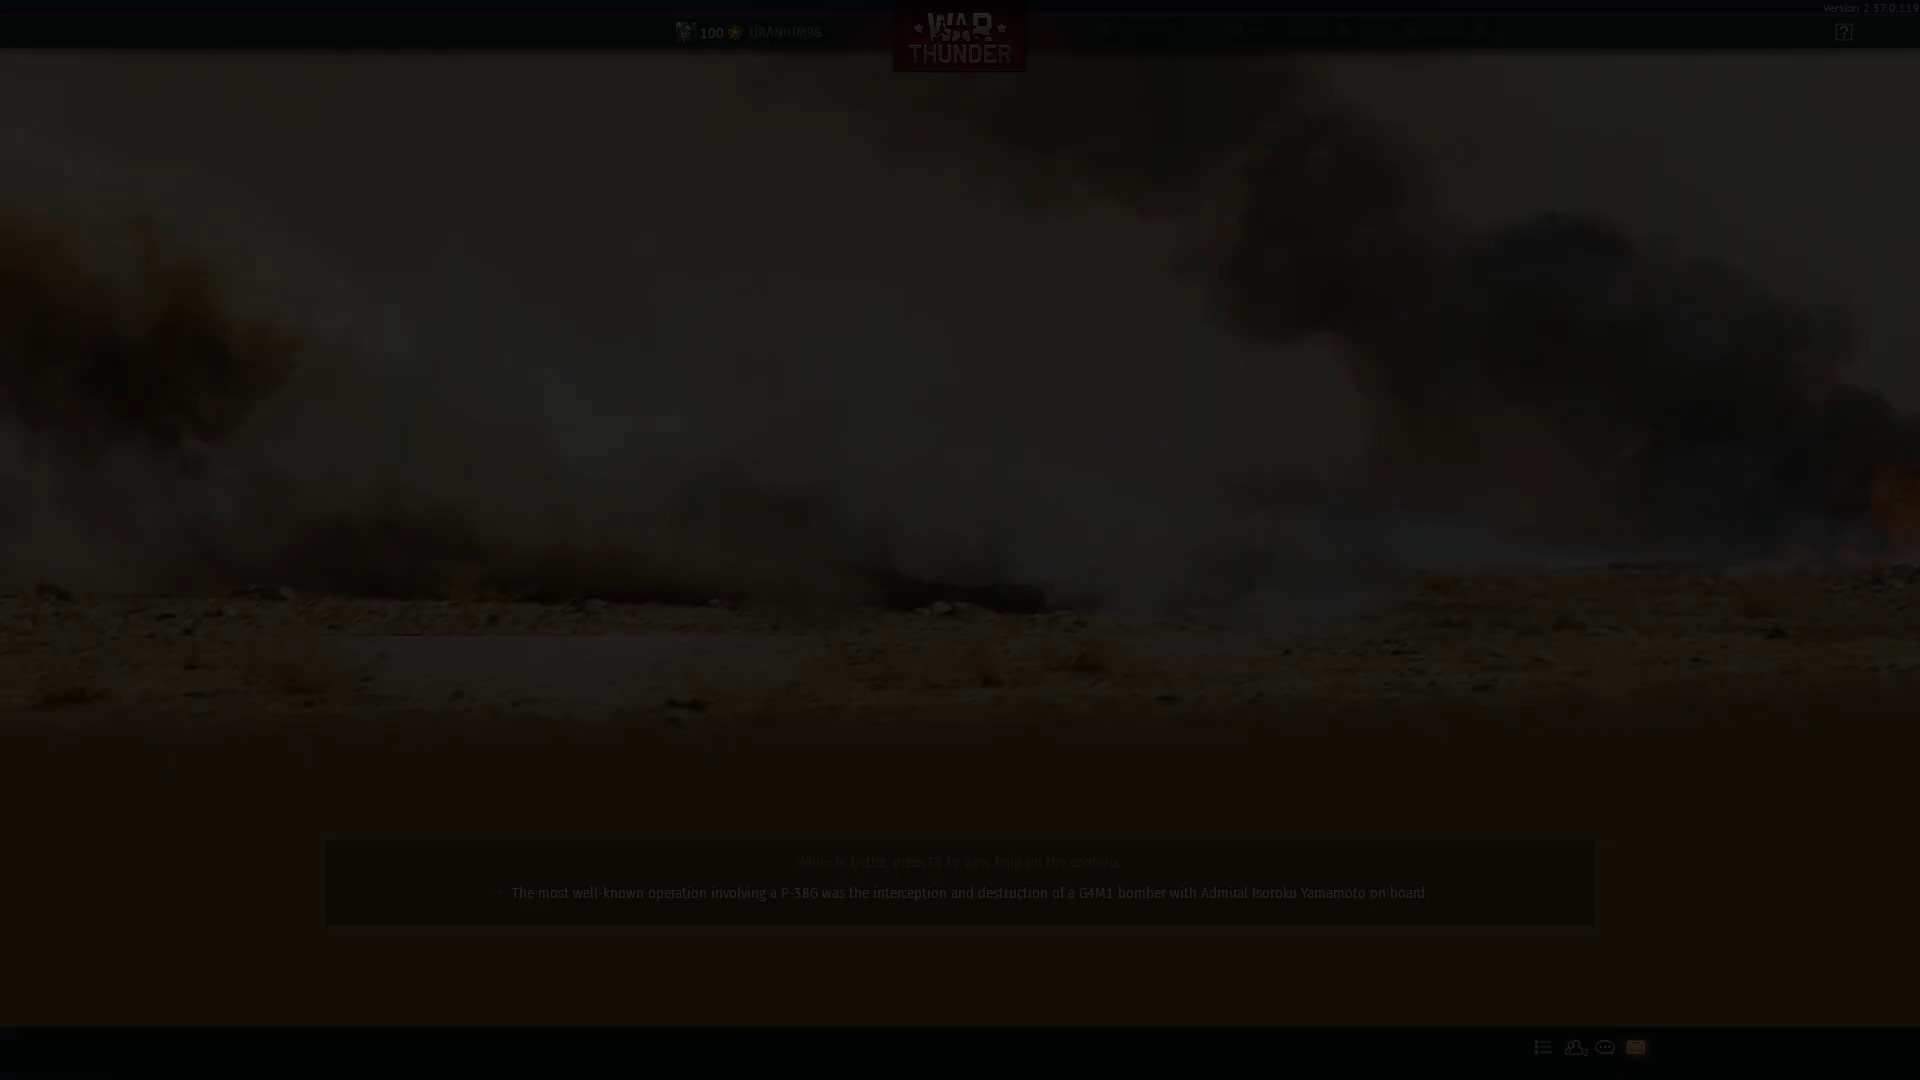 Version 2.37.0.119
100 URANIUM98
WAR
THUNDER
[?]
While in battle, press F1 to view help on the controls.
The most well-known operation involving a P-38G was the interception and destruction of a G4M1 bomber with Admiral Isoroku Yamamoto on board.
2